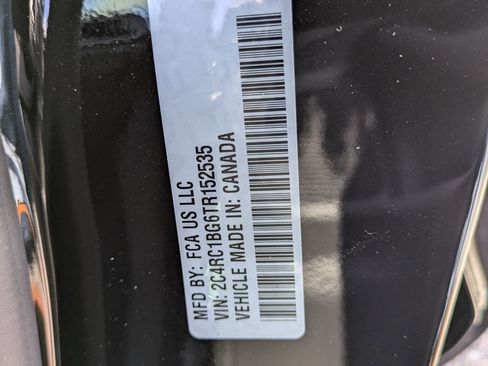 MFD BY: FCA US LLC
VIN: 2C4RC1BG6TR152535
VEHICLE MADE IN: CANADA